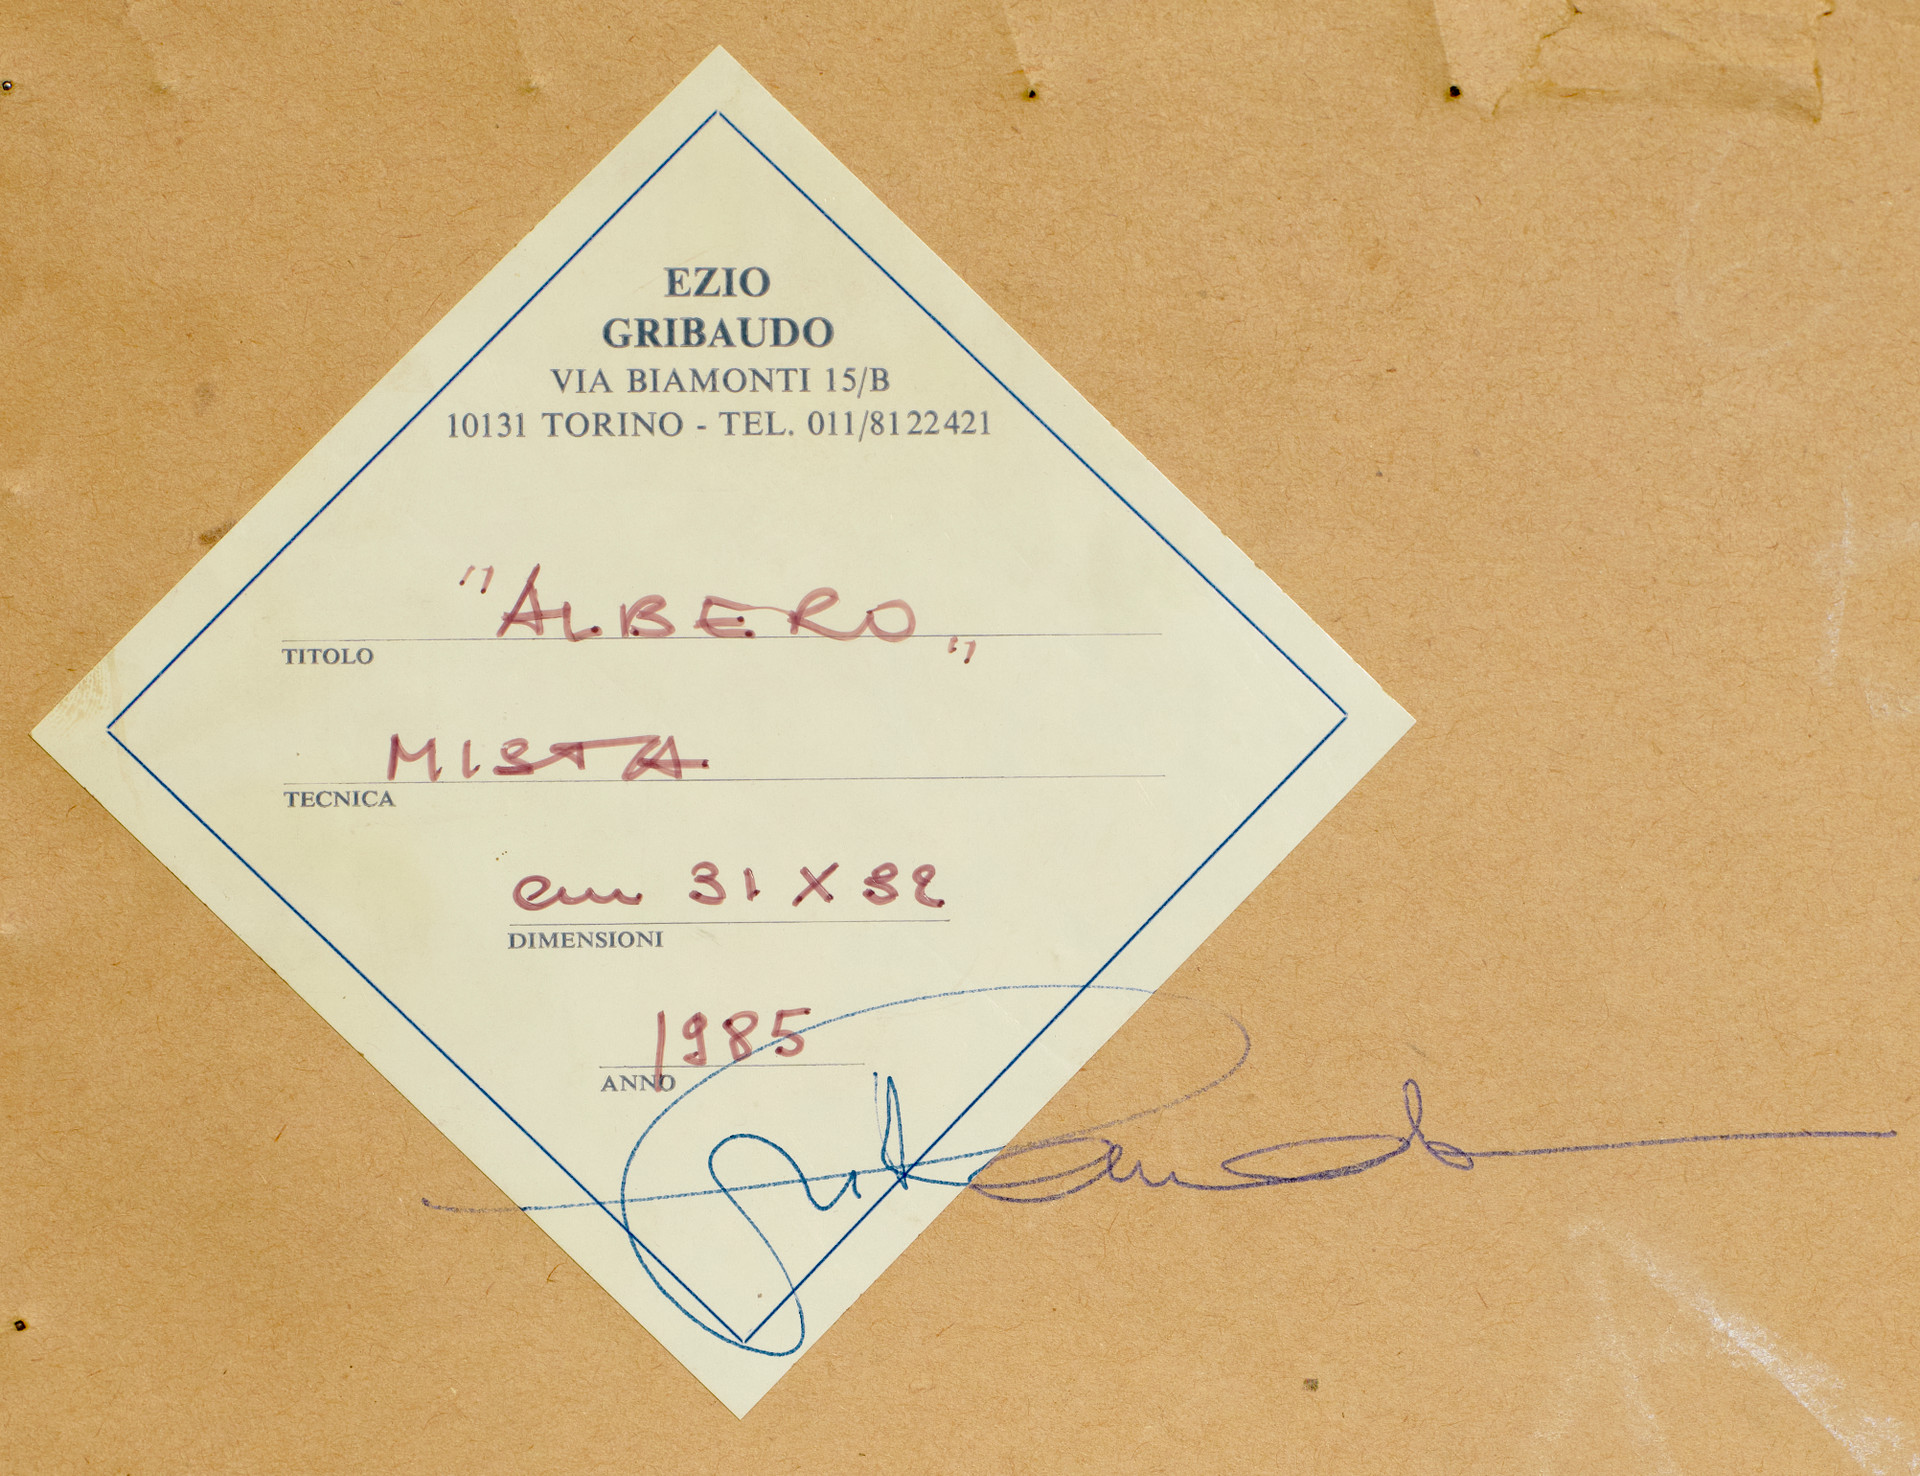 EZIO
GRIBAUDO
VIA BIAMONTI 15/B
10131 TORINO - TEL. 011/8122421
"ALBERO"
TITOLO
MISTA
TECNICA
cm 31 X 32
DIMENSIONI
1985
ANNO
Gribaudo